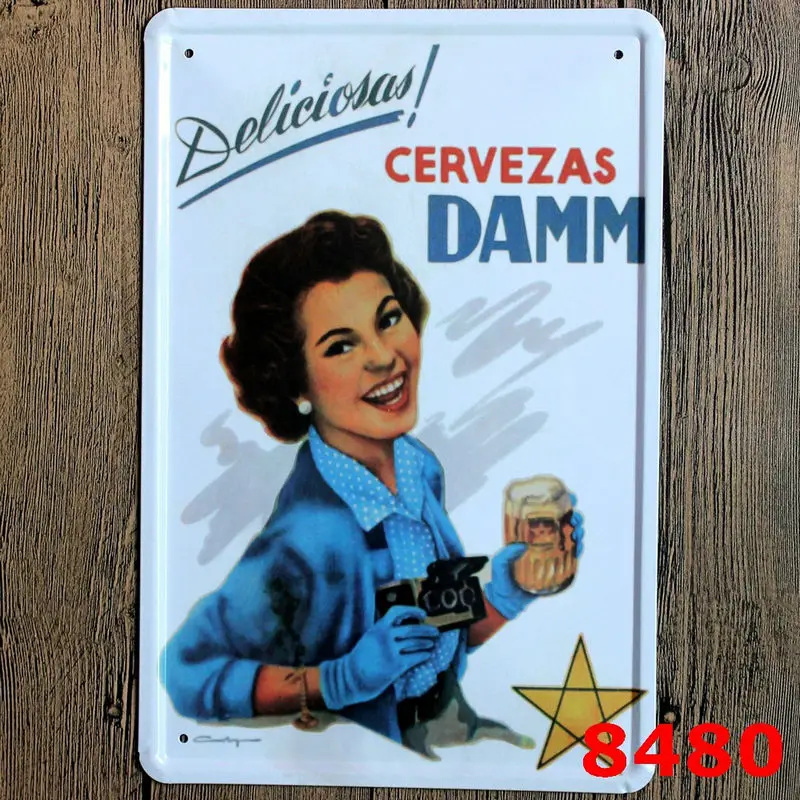 Deliciosas!
CERVEZAS
DAMM
8480